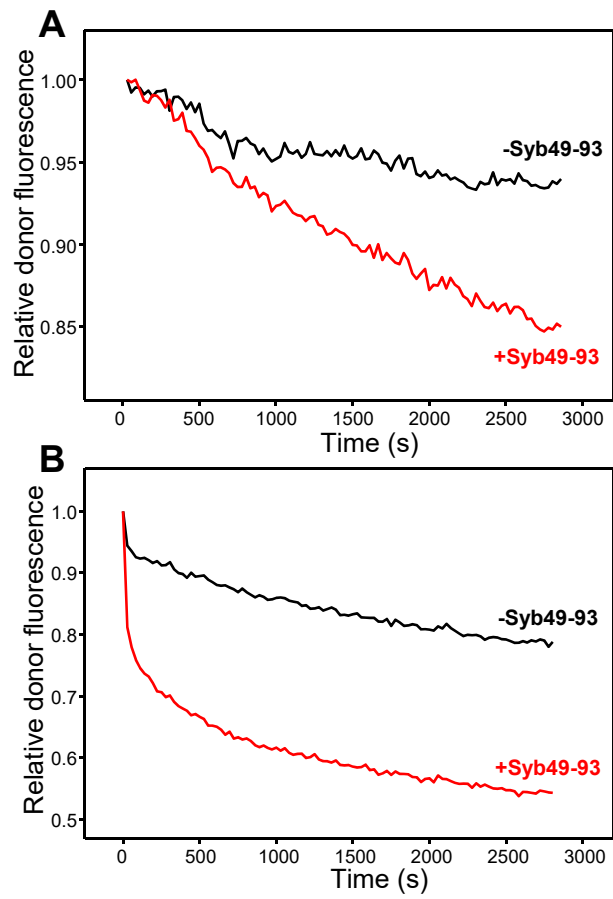 A
Relative donor fluorescence
1.00
0.95
0.90
0.85
-Syb49-93
+Syb49-93
0 500 1000 1500 2000 2500 3000
Time (s)
B
Relative donor fluorescence
1.0
0.9
0.8
0.7
0.6
0.5
-Syb49-93
+Syb49-93
0 500 1000 1500 2000 2500 3000
Time (s)